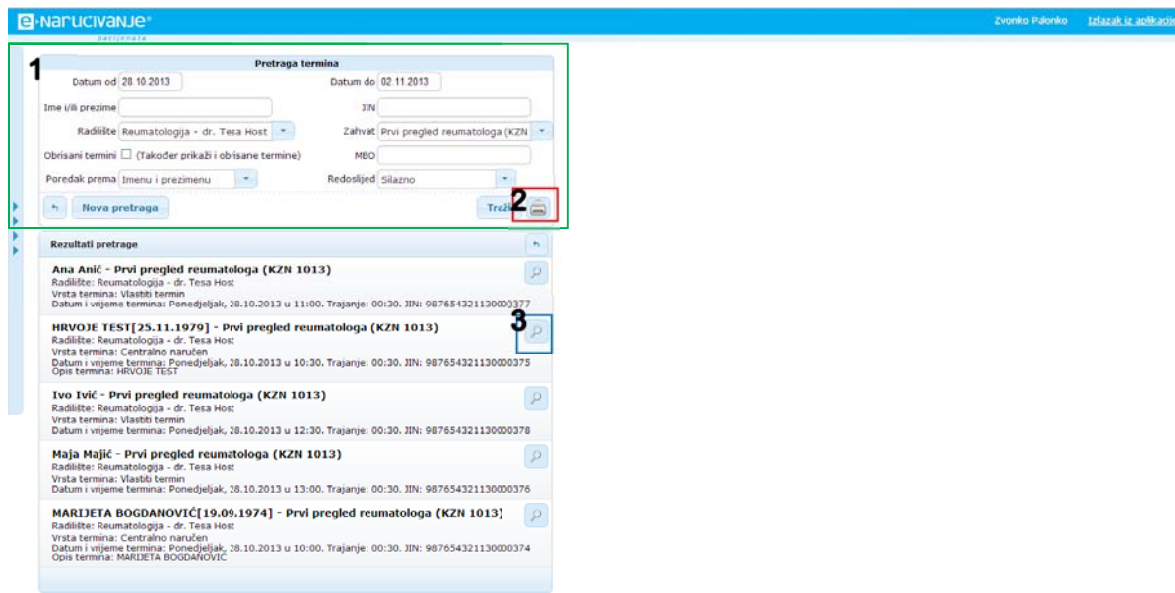 e-Naručivanje
pacijenata
Zvonko Palonko Izlazak iz aplikacije
1
Pretraga termina
Datum od 28.10.2013 Datum do 02.11.2013
Ime i/ili prezime JIN
Radilište Reumatologija - dr. Tesa Host Zahvat Prvi pregled reumatologa (KZN
Obrisani termini (Također prikaži i obrisane termine) MBO
Poredak prema Imenu i prezimenu Redoslijed Silazno
Nova pretraga Traži 2
Rezultati pretrage
Ana Anić - Prvi pregled reumatologa (KZN 1013)
Radilište: Reumatologija - dr. Tesa Host
Vrsta termina: Vlastiti termin
Datum i vrijeme termina: Ponedjeljak, 28.10.2013 u 11:00. Trajanje: 00:30. JIN: 987654321130000377
3
HRVOJE TEST[25.11.1979] - Prvi pregled reumatologa (KZN 1013)
Radilište: Reumatologija - dr. Tesa Host
Vrsta termina: Centralno naručen
Datum i vrijeme termina: Ponedjeljak, 28.10.2013 u 10:30. Trajanje: 00:30. JIN: 987654321130000375
Opis termina: HRVOJE TEST
Ivo Ivić - Prvi pregled reumatologa (KZN 1013)
Radilište: Reumatologija - dr. Tesa Host
Vrsta termina: Vlastiti termin
Datum i vrijeme termina: Ponedjeljak, 28.10.2013 u 12:30. Trajanje: 00:30. JIN: 987654321130000378
Maja Majić - Prvi pregled reumatologa (KZN 1013)
Radilište: Reumatologija - dr. Tesa Host
Vrsta termina: Vlastiti termin
Datum i vrijeme termina: Ponedjeljak, 28.10.2013 u 13:00. Trajanje: 00:30. JIN: 987654321130000376
MARIJETA BOGDANOVIĆ[19.09.1974] - Prvi pregled reumatologa (KZN 1013)
Radilište: Reumatologija - dr. Tesa Host
Vrsta termina: Centralno naručen
Datum i vrijeme termina: Ponedjeljak, 28.10.2013 u 10:00. Trajanje: 00:30. JIN: 987654321130000374
Opis termina: MARIJETA BOGDANOVIĆ